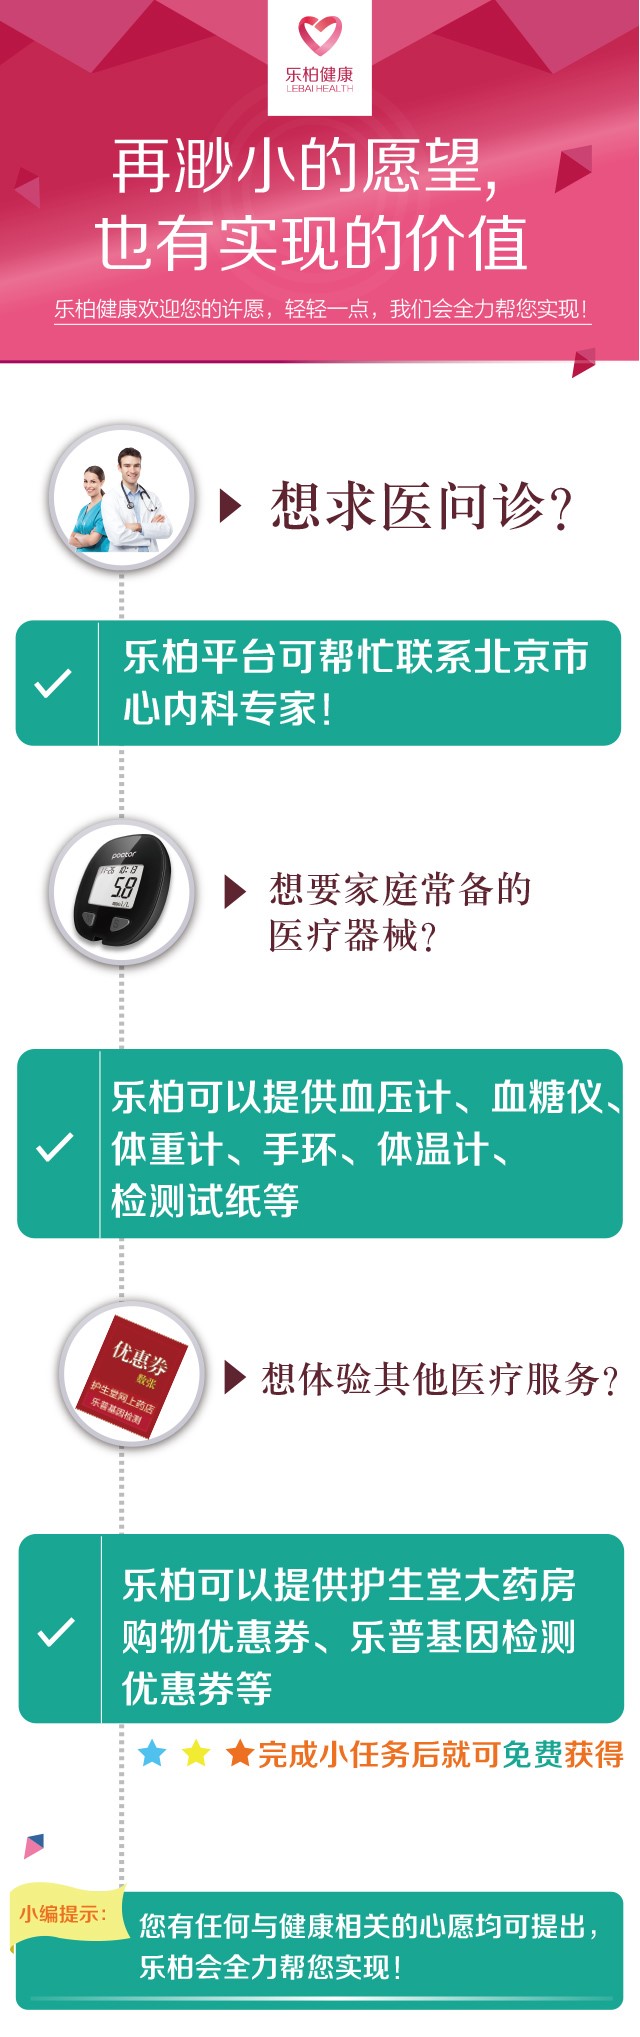 乐柏健康
LEBAI HEALTH
再渺小的愿望,
也有实现的价值
乐柏健康欢迎您的许愿，轻轻一点，我们会全力帮您实现！
想求医问诊？
乐柏平台可帮忙联系北京市
心内科专家！
poctor
11-26 10:13
5.8
mmol/L
想要家庭常备的
医疗器械？
乐柏可以提供血压计、血糖仪、
体重计、手环、体温计、
检测试纸等
优惠券
数张
护生堂网上药店
乐普基因检测
想体验其他医疗服务？
乐柏可以提供护生堂大药房
购物优惠券、乐普基因检测
优惠券等
完成小任务后就可免费获得
小编提示：
您有任何与健康相关的心愿均可提出，
乐柏会全力帮您实现！